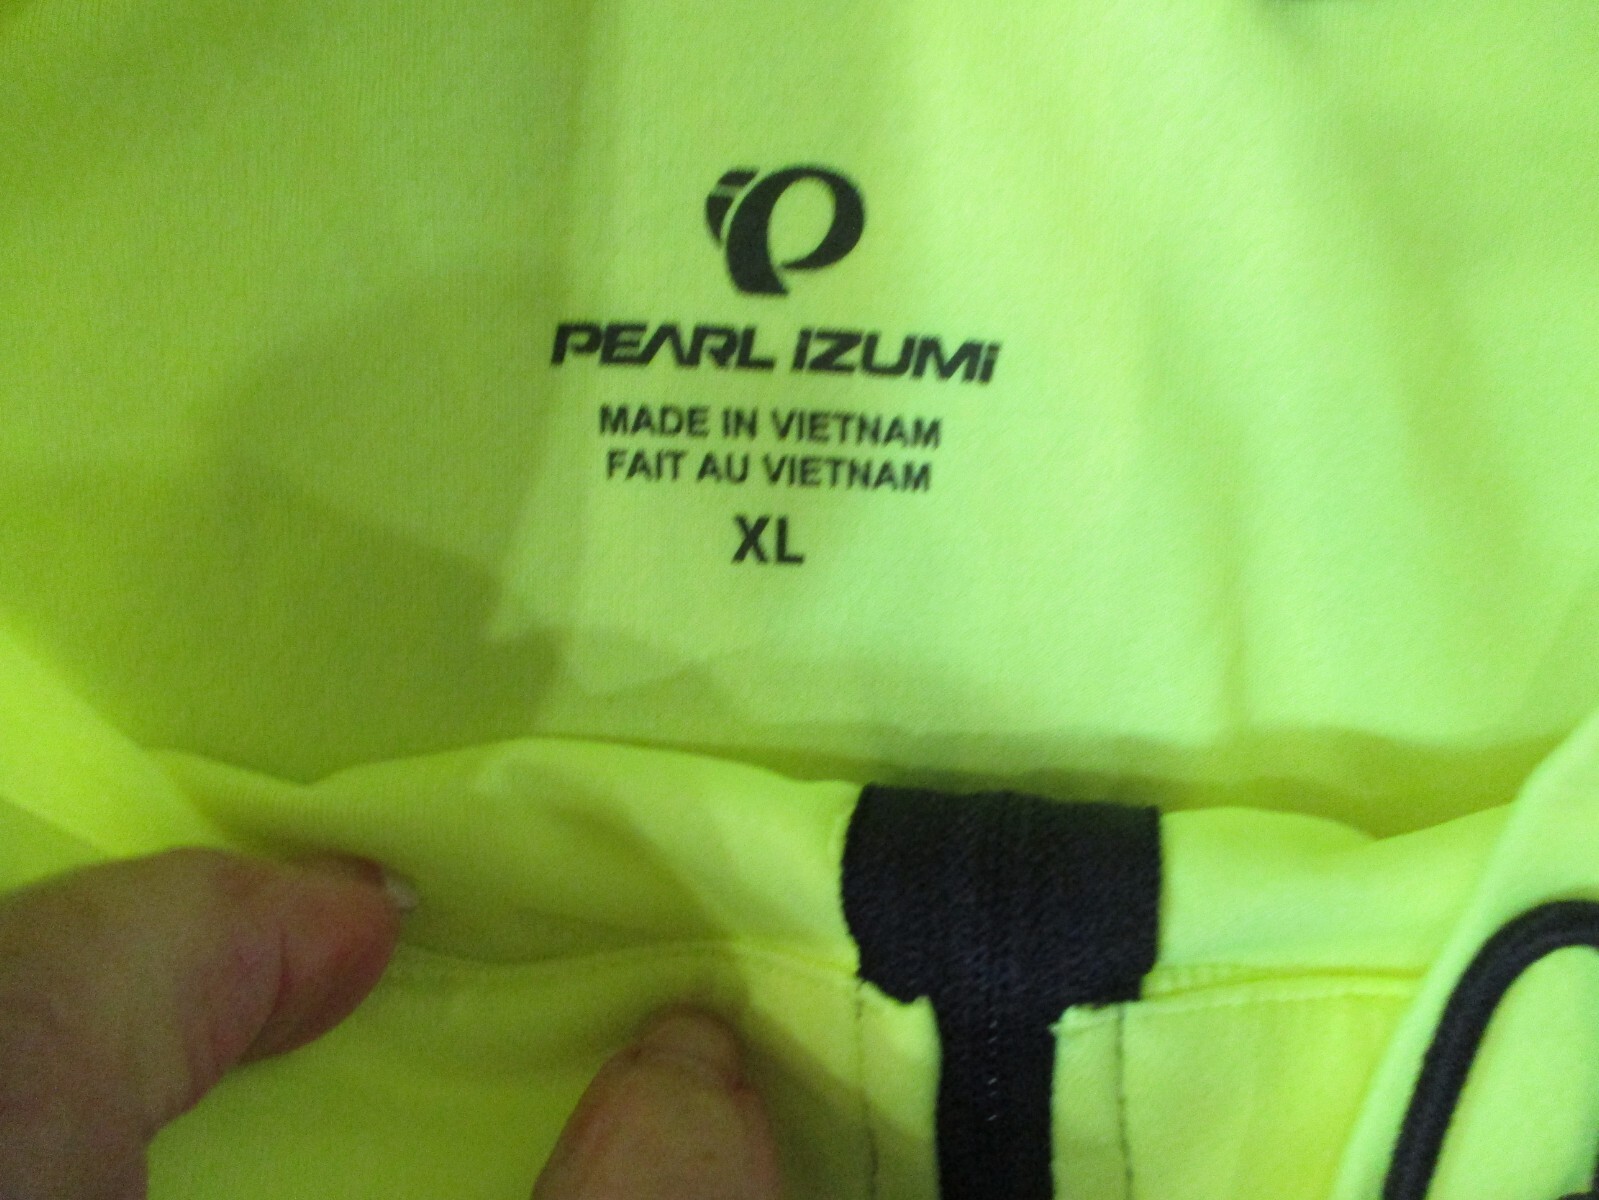 PEARL IZUMI
MADE IN VIETNAM
FAIT AU VIETNAM
XL